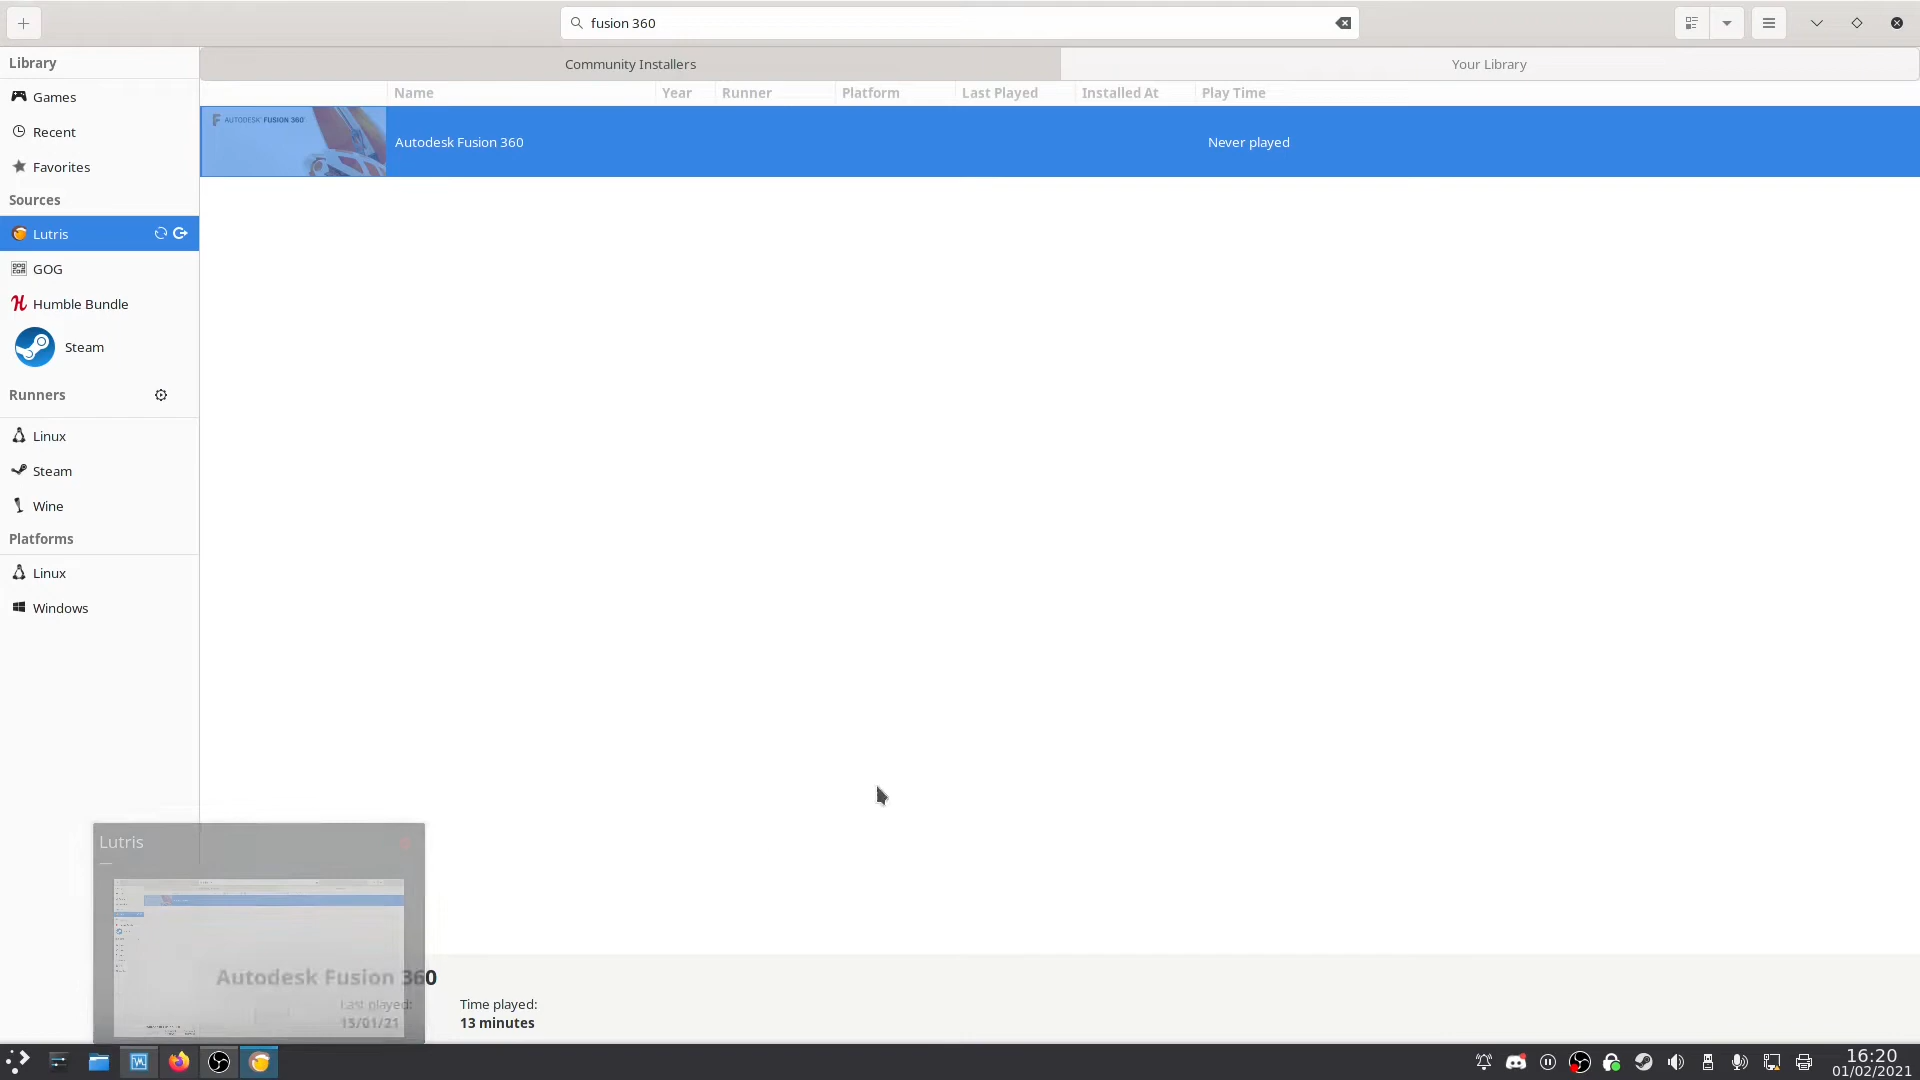 fusion 360
Library
Community Installers
Your Library
Name
Year
Runner
Platform
Last Played
Installed At
Play Time
Games
AUTODESK FUSION 360
Autodesk Fusion 360
Never played
Recent
Favorites
Sources
Lutris
GOG
Humble Bundle
Steam
Runners
Linux
Steam
Wine
Platforms
Linux
Windows
Lutris
Autodesk Fusion 360
Last played:
Time played:
15/01/21
13 minutes
16:20
01/02/2021